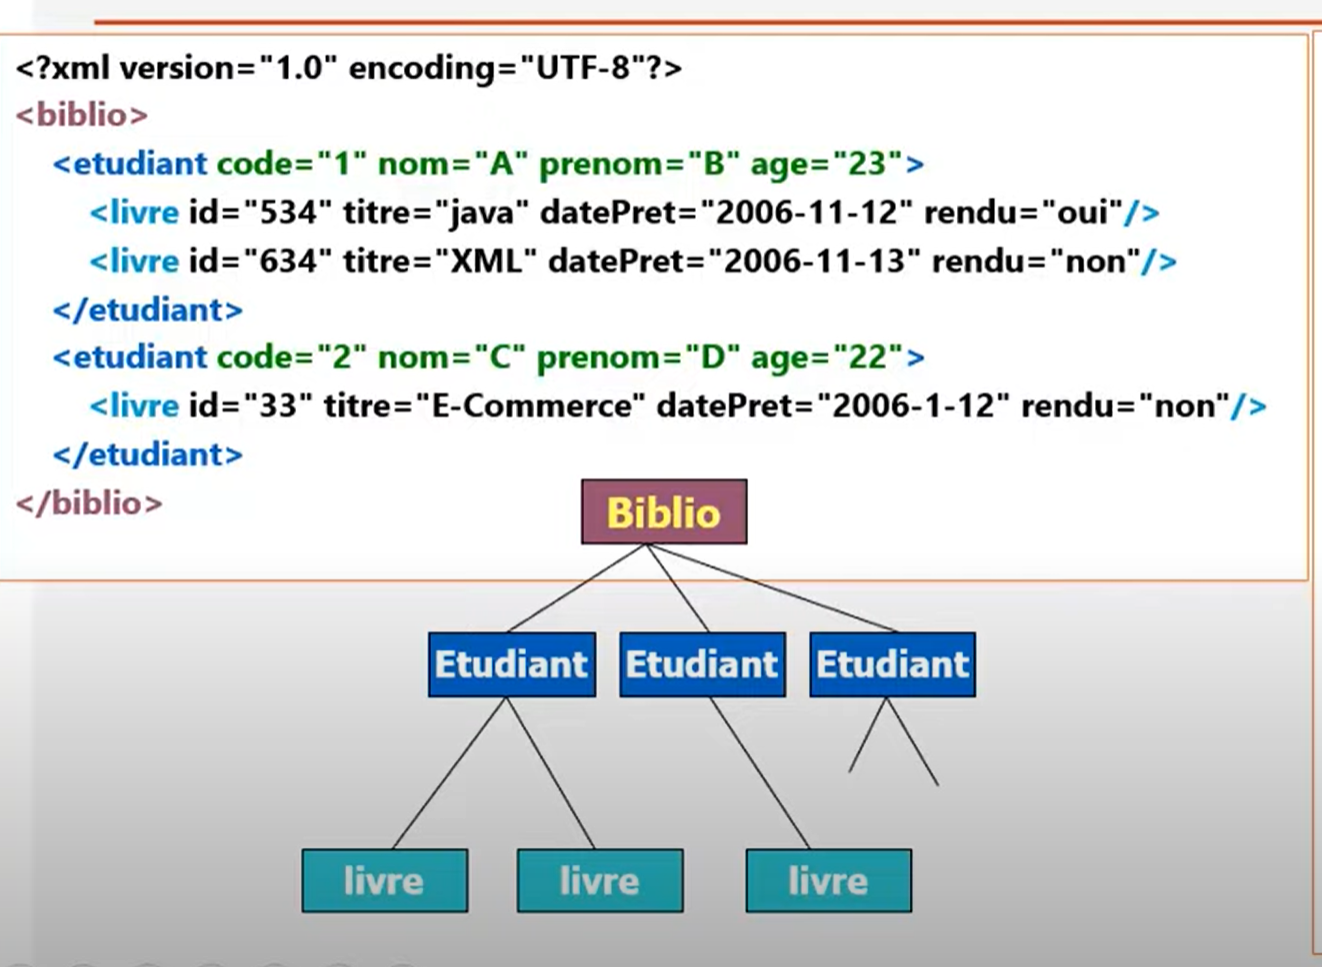 <?xml version="1.0" encoding="UTF-8"?>
<biblio>
<etudiant code="1" nom="A" prenom="B" age="23">
<livre id="534" titre="java" datePret="2006-11-12" rendu="oui"/>
<livre id="634" titre="XML" datePret="2006-11-13" rendu="non"/>
</etudiant>
<etudiant code="2" nom="C" prenom="D" age="22">
<livre id="33" titre="E-Commerce" datePret="2006-1-12" rendu="non"/>
</etudiant>
</biblio>
Biblio
Etudiant Etudiant Etudiant
livre livre livre